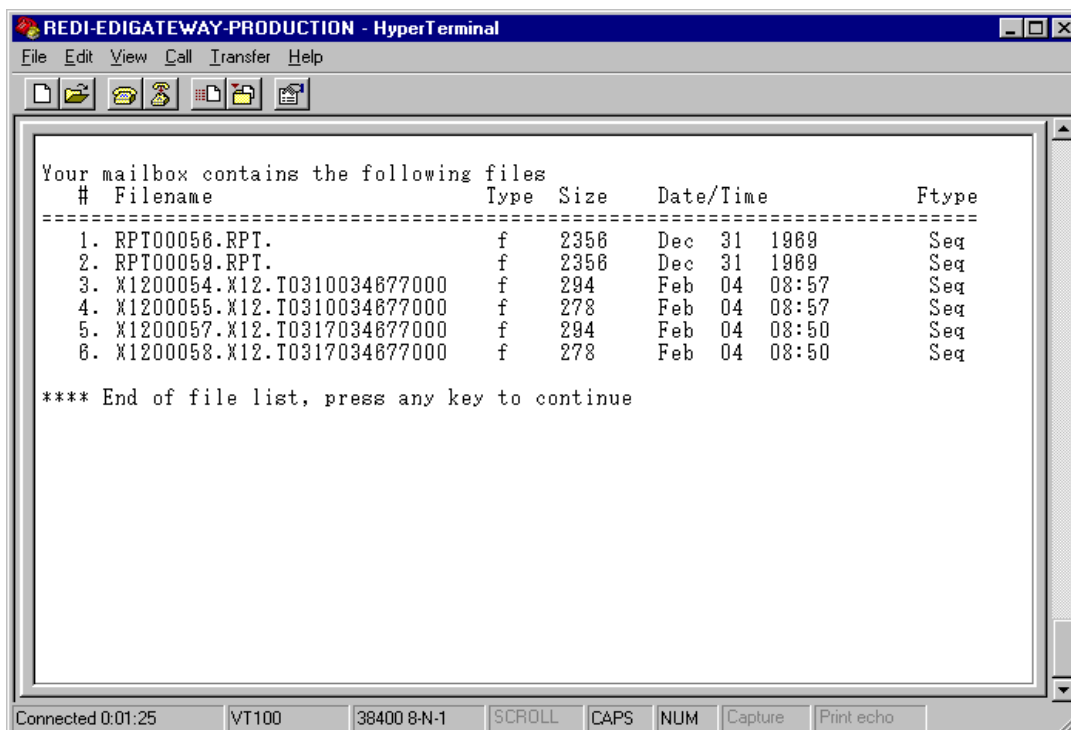 REDI-EDIGATEWAY-PRODUCTION - HyperTerminal
File Edit View Call Transfer Help
Your mailbox contains the following files
# Filename Type Size Date/Time Ftype
==============================================================================
1. RPT00056.RPT. f 2356 Dec 31 1969 Seq
2. RPT00059.RPT. f 2356 Dec 31 1969 Seq
3. X1200054.X12.T0310034677000 f 294 Feb 04 08:57 Seq
4. X1200055.X12.T0310034677000 f 278 Feb 04 08:57 Seq
5. X1200057.X12.T0317034677000 f 294 Feb 04 08:50 Seq
6. X1200058.X12.T0317034677000 f 278 Feb 04 08:50 Seq
**** End of file list, press any key to continue
Connected 0:01:25 VT100 38400 8-N-1 SCROLL CAPS NUM Capture Print echo